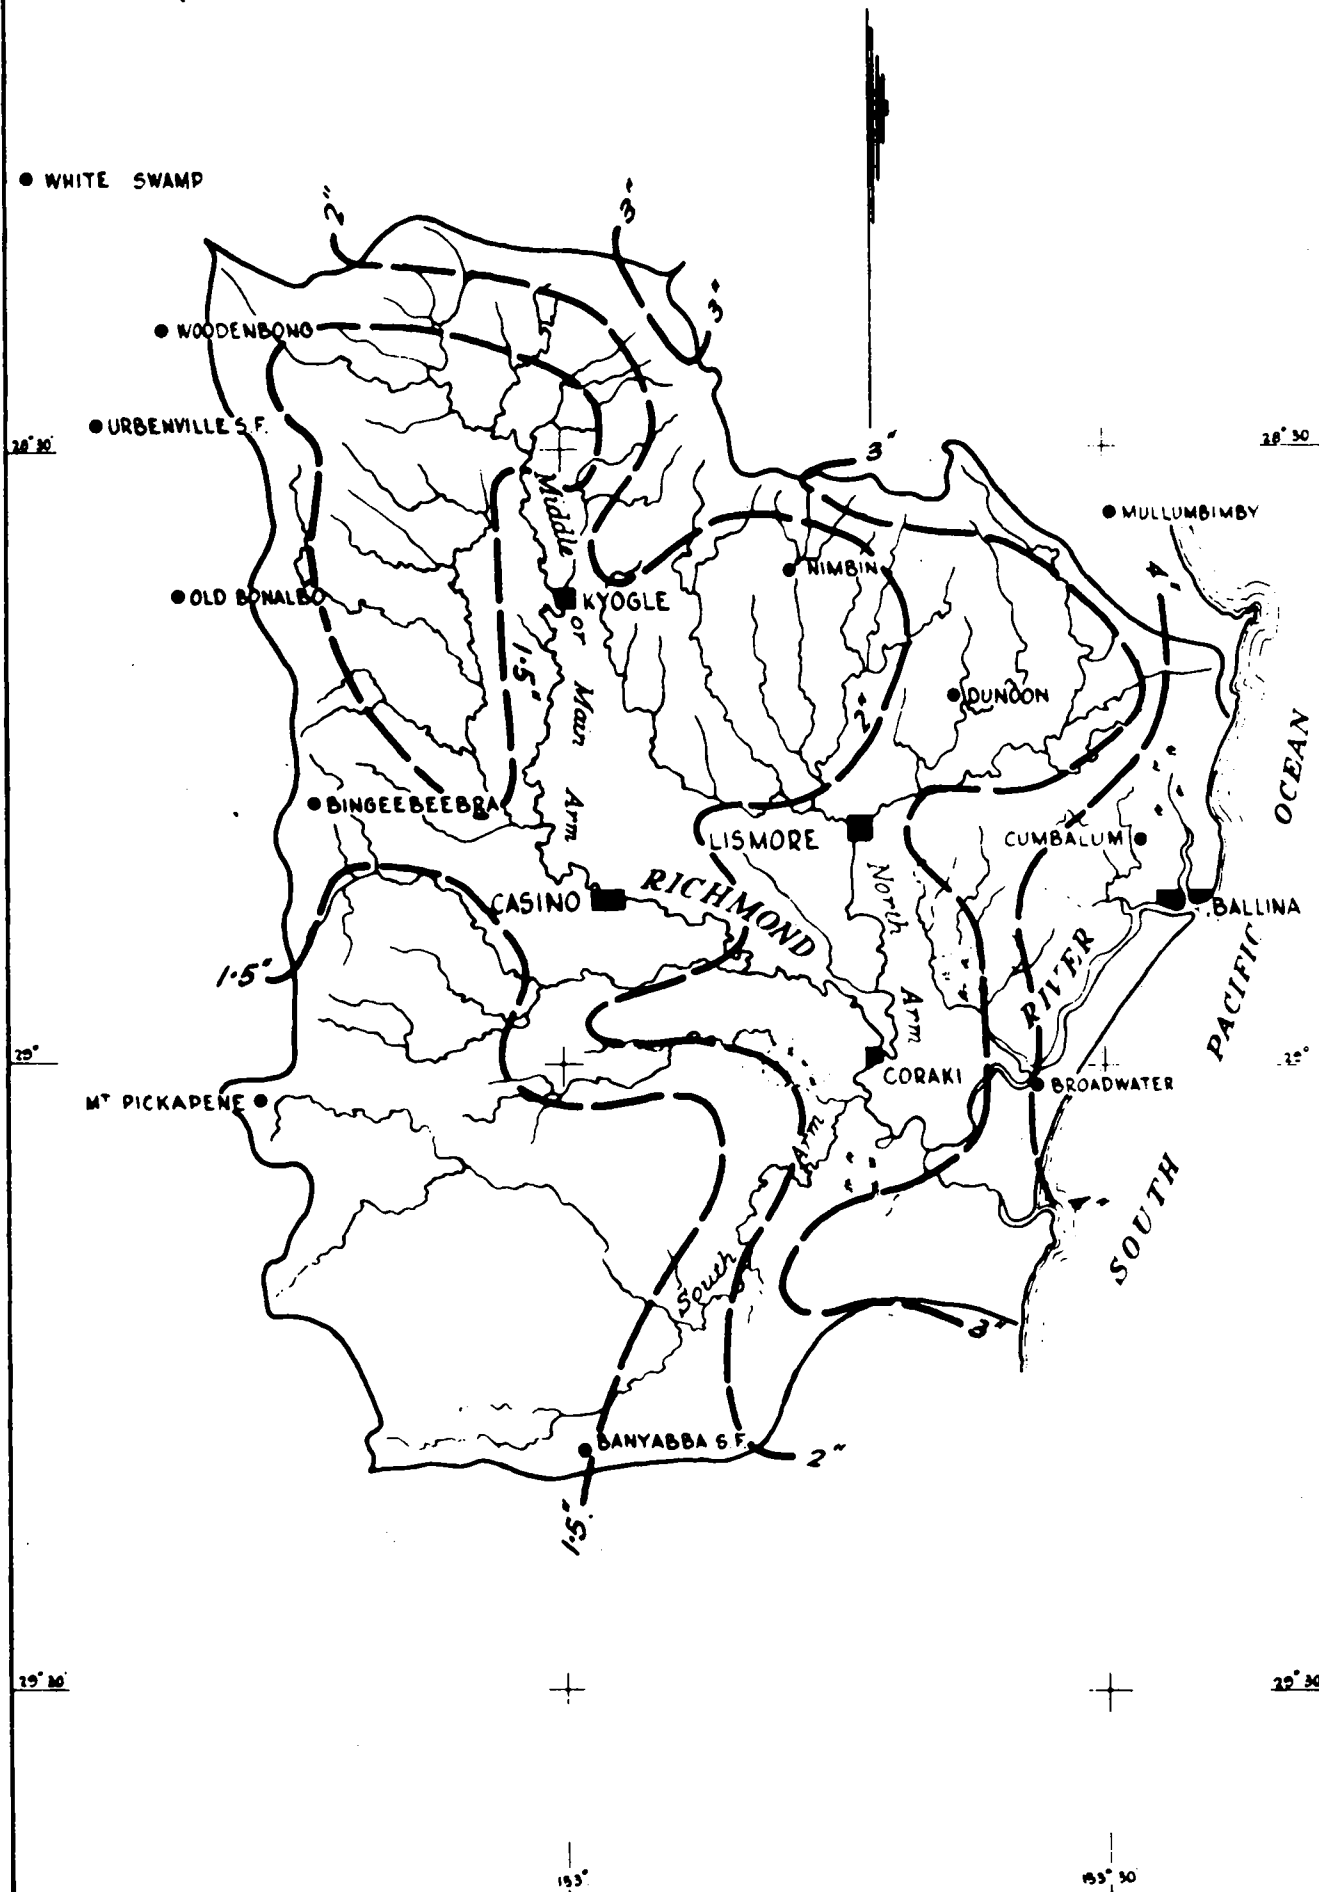 WHITE SWAMP
2"
3"
3"
WOODENBONG
URBENVILLE S.F.
28° 30'
28° 30
3"
MULLUMBIMBY
Middle
or
Main
Arm
NIMBIN
4"
OLD BONALBO
KYOGLE
1·5"
DUNOON
2"
OCEAN
BINGEEBEEBRA
LISMORE
CUMBALUM
CASINO
RICHMOND
North
Arm
BALLINA
1·5"
RIVER
PACIFIC
29°
29°
CORAKI
BROADWATER
MT PICKAPENE
Arm
SOUTH
South
3"
BANYABBA S.F.
2"
1·5"
29° 30'
29° 30
153°
153° 30